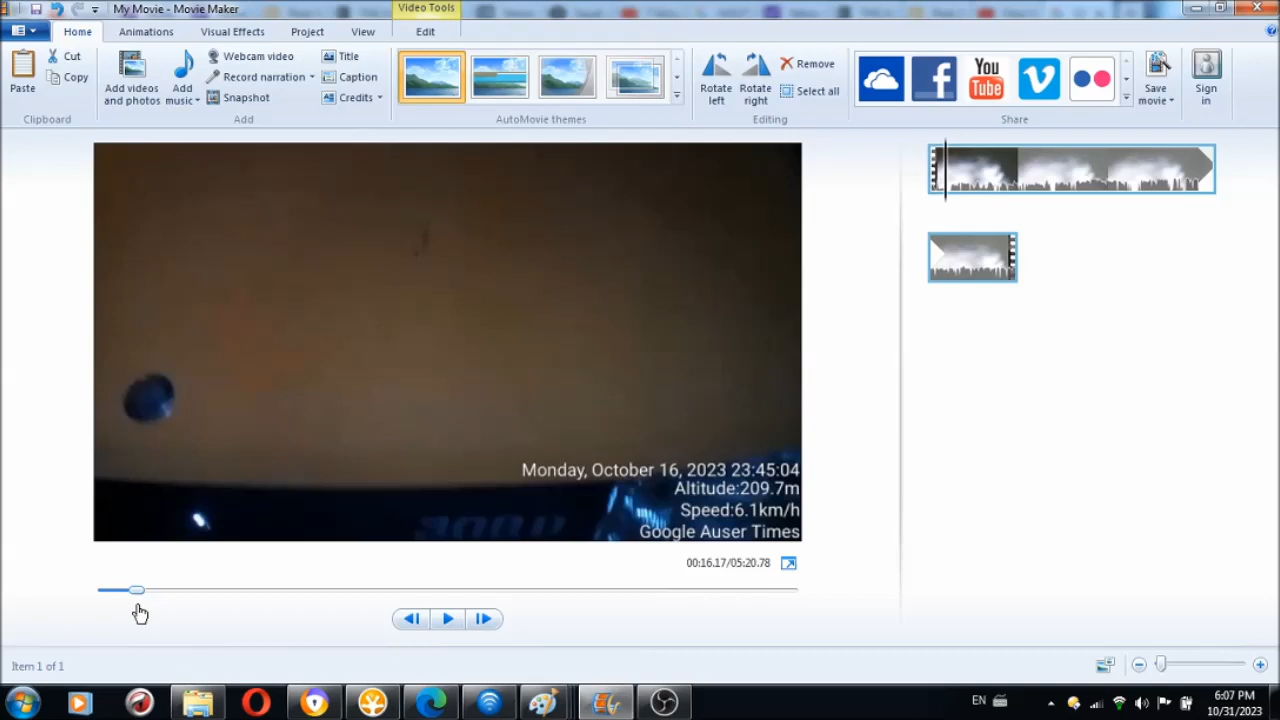 My Movie - Movie Maker
Video Tools
Home
Animations
Visual Effects
Project
View
Edit
Paste
Cut
Copy
Clipboard
Add videos
and photos
Add
music
Webcam video
Record narration
Snapshot
Title
Caption
Credits
Add
AutoMovie themes
Rotate
left
Rotate
right
Remove
Select all
Editing
You
Tube
Share
Save
movie
Sign
in
Monday, October 16, 2023 23:45:04
Altitude:209.7m
Speed:6.1km/h
Google Auser Times
00:16.17/05:20.78
Item 1 of 1
EN
6:07 PM
10/31/2023